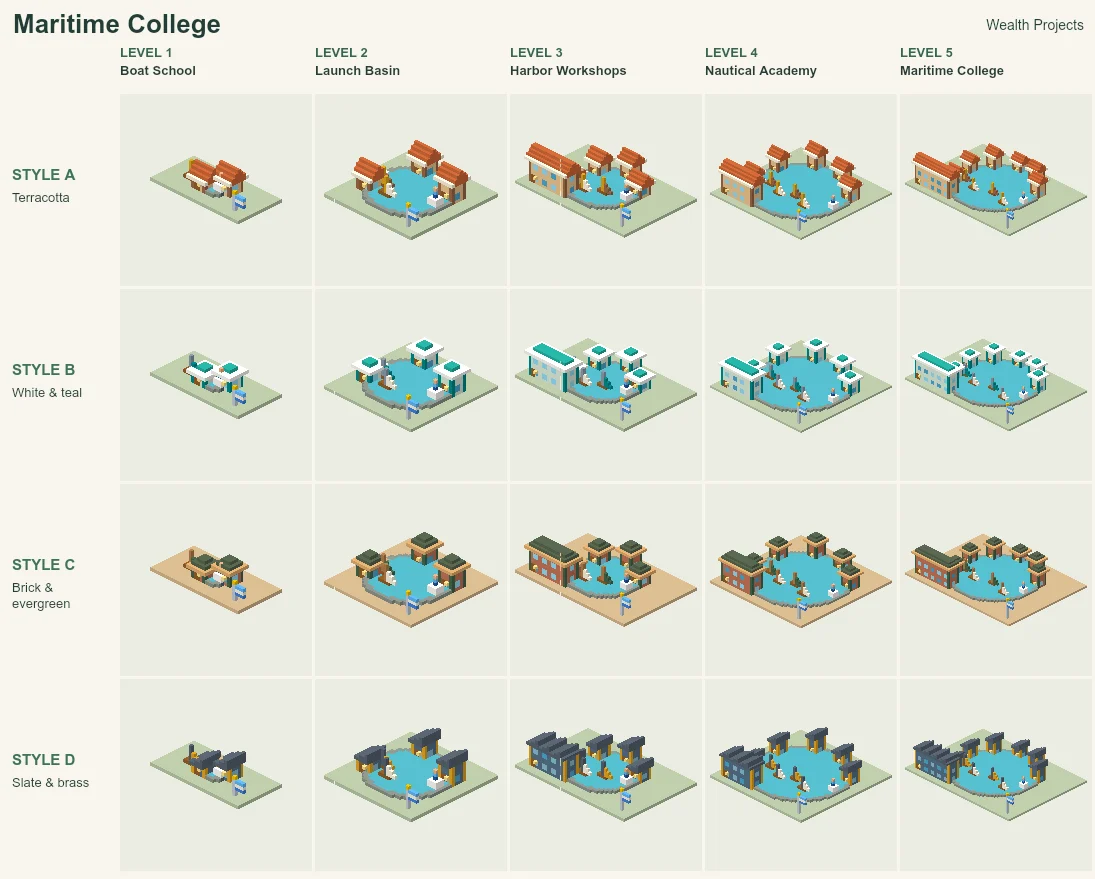 Maritime College
Wealth Projects
LEVEL 1
Boat School
LEVEL 2
Launch Basin
LEVEL 3
Harbor Workshops
LEVEL 4
Nautical Academy
LEVEL 5
Maritime College
STYLE A
Terracotta
STYLE B
White & teal
STYLE C
Brick &
evergreen
STYLE D
Slate & brass